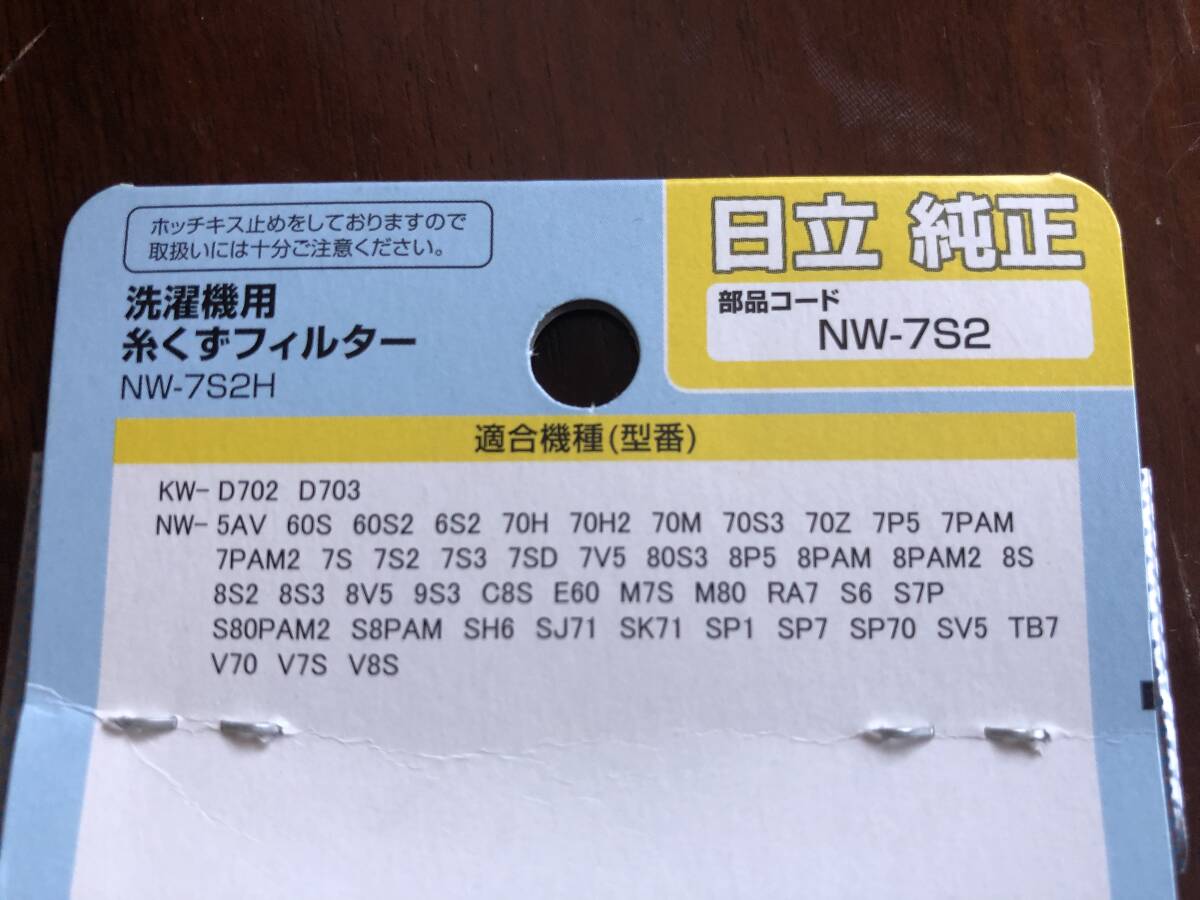 ホッチキス止めをしておりますので
取扱いには十分ご注意ください。
洗濯機用
糸くずフィルター
NW-7S2H
日立 純正
部品コード
NW-7S2
適合機種(型番)
KW- D702 D703
NW- 5AV 60S 60S2 6S2 70H 70H2 70M 70S3 70Z 7P5 7PAM
7PAM2 7S 7S2 7S3 7SD 7V5 80S3 8P5 8PAM 8PAM2 8S
8S2 8S3 8V5 9S3 C8S E60 M7S M80 RA7 S6 S7P
S80PAM2 S8PAM SH6 SJ71 SK71 SP1 SP7 SP70 SV5 TB7
V70 V7S V8S